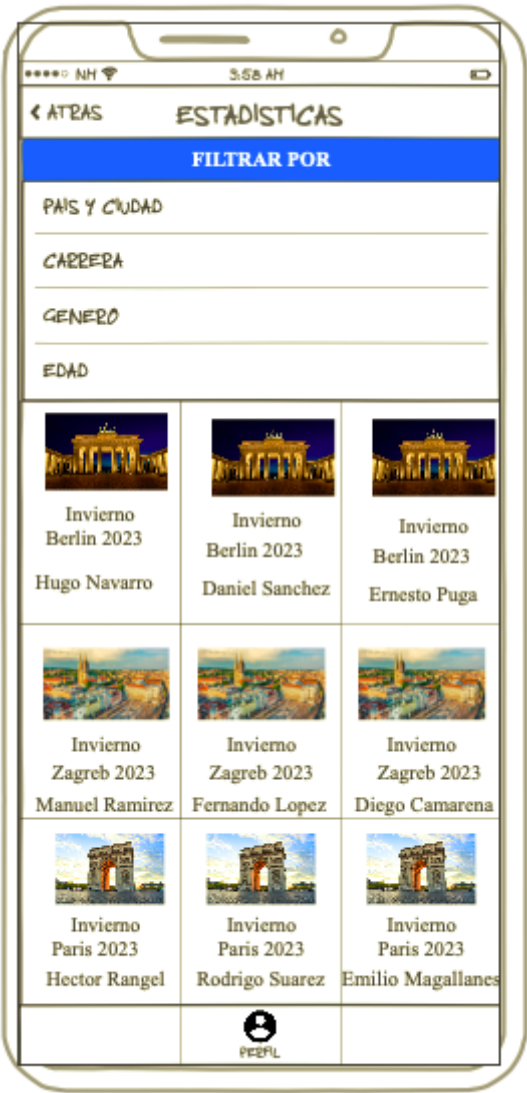 NH 3:58 AM
< ATRAS ESTADISTICAS
FILTRAR POR
PAIS Y CIUDAD
CARRERA
GENERO
EDAD
Invierno
Berlin 2023
Hugo Navarro
Invierno
Berlin 2023
Daniel Sanchez
Invierno
Berlin 2023
Ernesto Puga
Invierno
Zagreb 2023
Manuel Ramirez
Invierno
Zagreb 2023
Fernando Lopez
Invierno
Zagreb 2023
Diego Camarena
Invierno
Paris 2023
Hector Rangel
Invierno
Paris 2023
Rodrigo Suarez
Invierno
Paris 2023
Emilio Magallanes
PERFIL